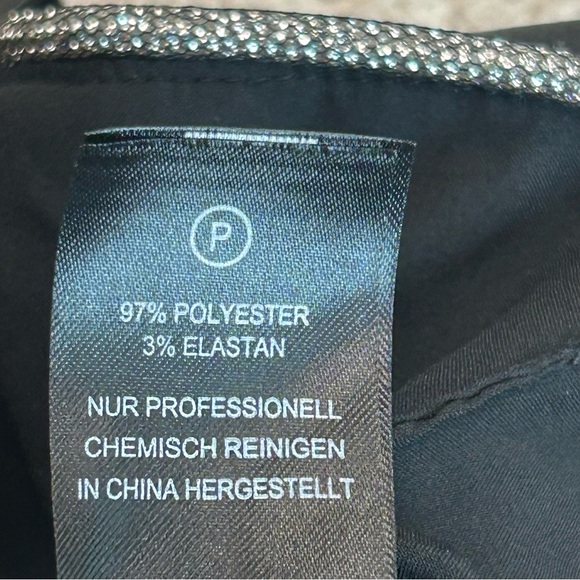 P
97% POLYESTER
3% ELASTAN
NUR PROFESSIONELL
CHEMISCH REINIGEN
IN CHINA HERGESTELLT